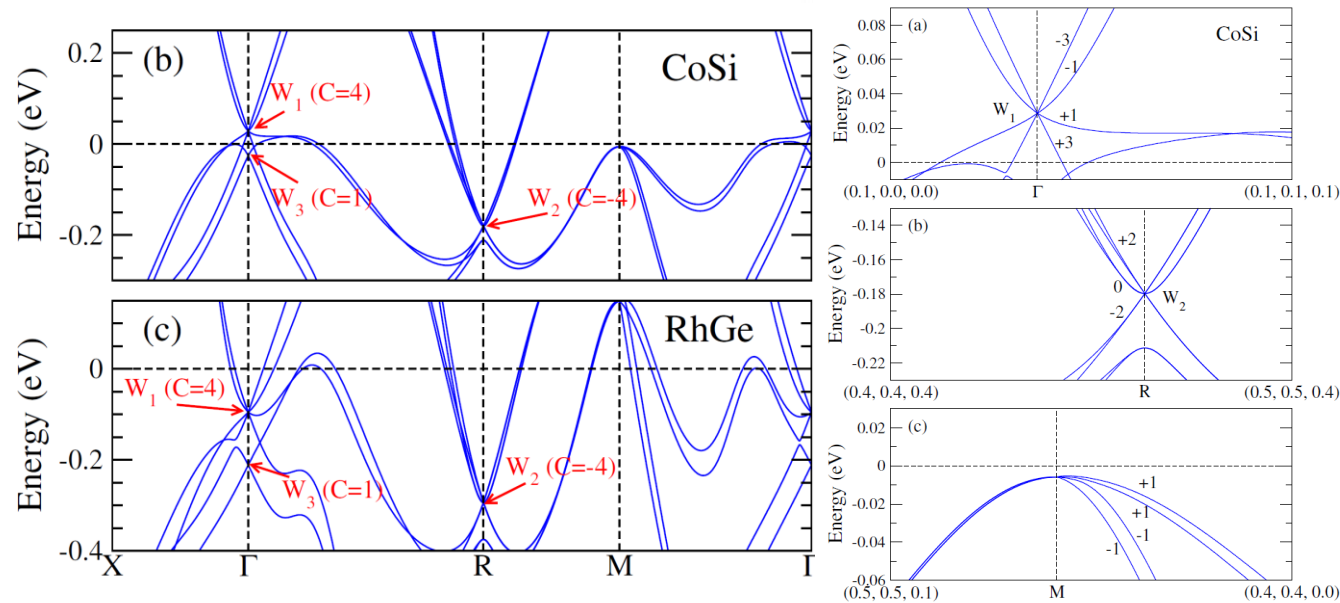 (b)
CoSi
Energy (eV)
0.2
0
-0.2
W1 (C=4)
W3 (C=1)
W2 (C=-4)
(c)
RhGe
Energy (eV)
0
-0.2
-0.4
W1 (C=4)
W3 (C=1)
W2 (C=-4)
X Γ R M Γ
(a)
CoSi
Energy (eV)
0.08
0.06
0.04
0.02
0
-3
-1
W1
+1
+3
(0.1, 0.0, 0.0) Γ (0.1, 0.1, 0.1)
(b)
Energy (eV)
-0.14
-0.16
-0.18
-0.2
-0.22
+2
0
W2
-2
(0.4, 0.4, 0.4) R (0.5, 0.5, 0.4)
(c)
Energy (eV)
0.02
0
-0.02
-0.04
-0.06
+1
+1
-1
-1
(0.5, 0.5, 0.1) M (0.4, 0.4, 0.0)